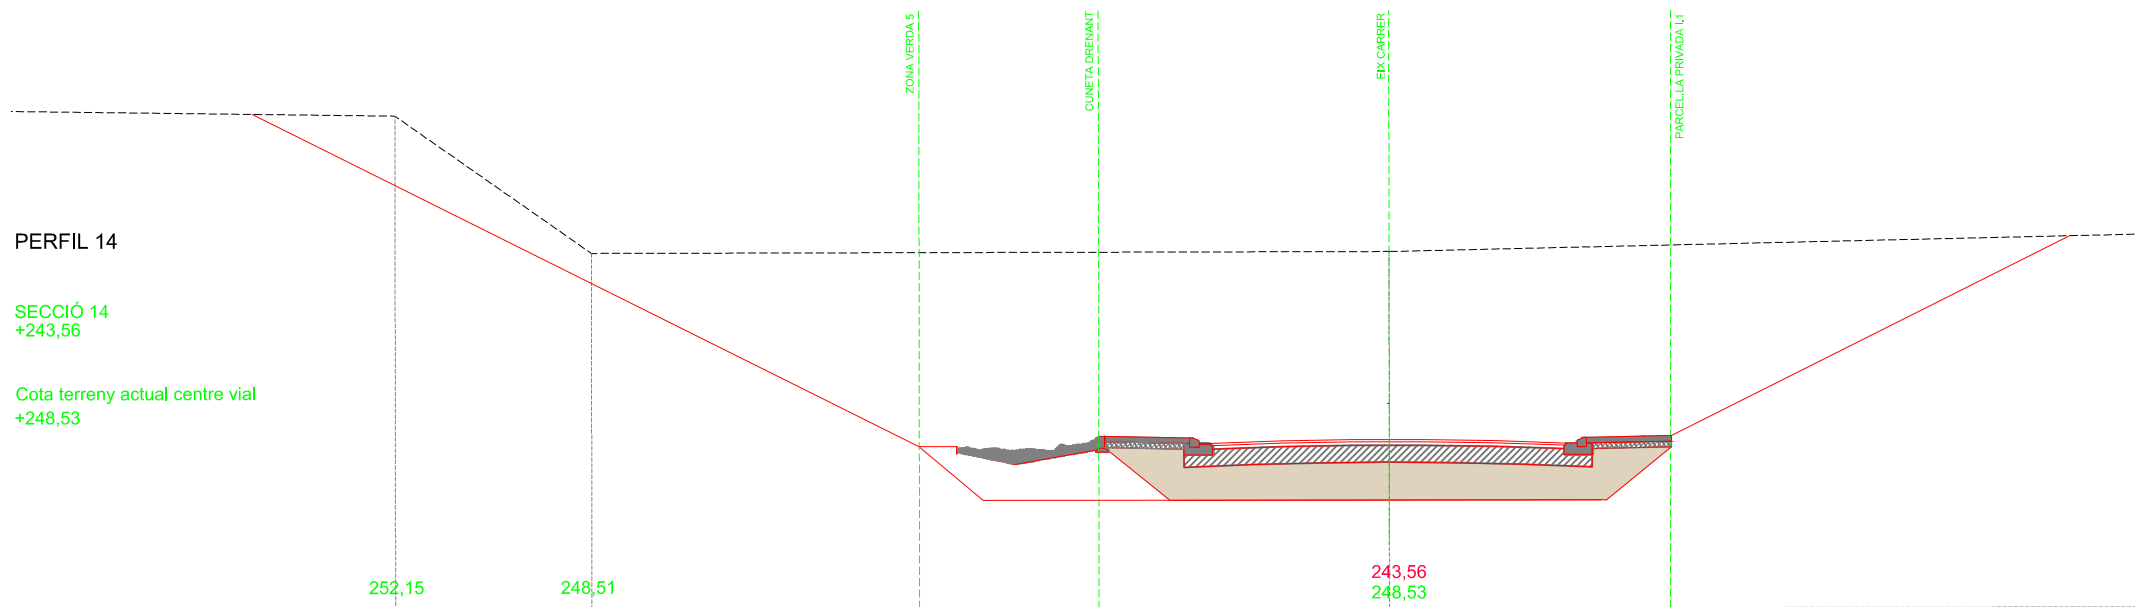 ZONA VERDA 5
CUNETA DRENANT
EIX CARRER
PARCEL.LA PRIVADA I.1
PERFIL 14
SECCIÓ 14
+243,56
Cota terreny actual centre vial
+248,53
252,15
248,51
243,56
248,53